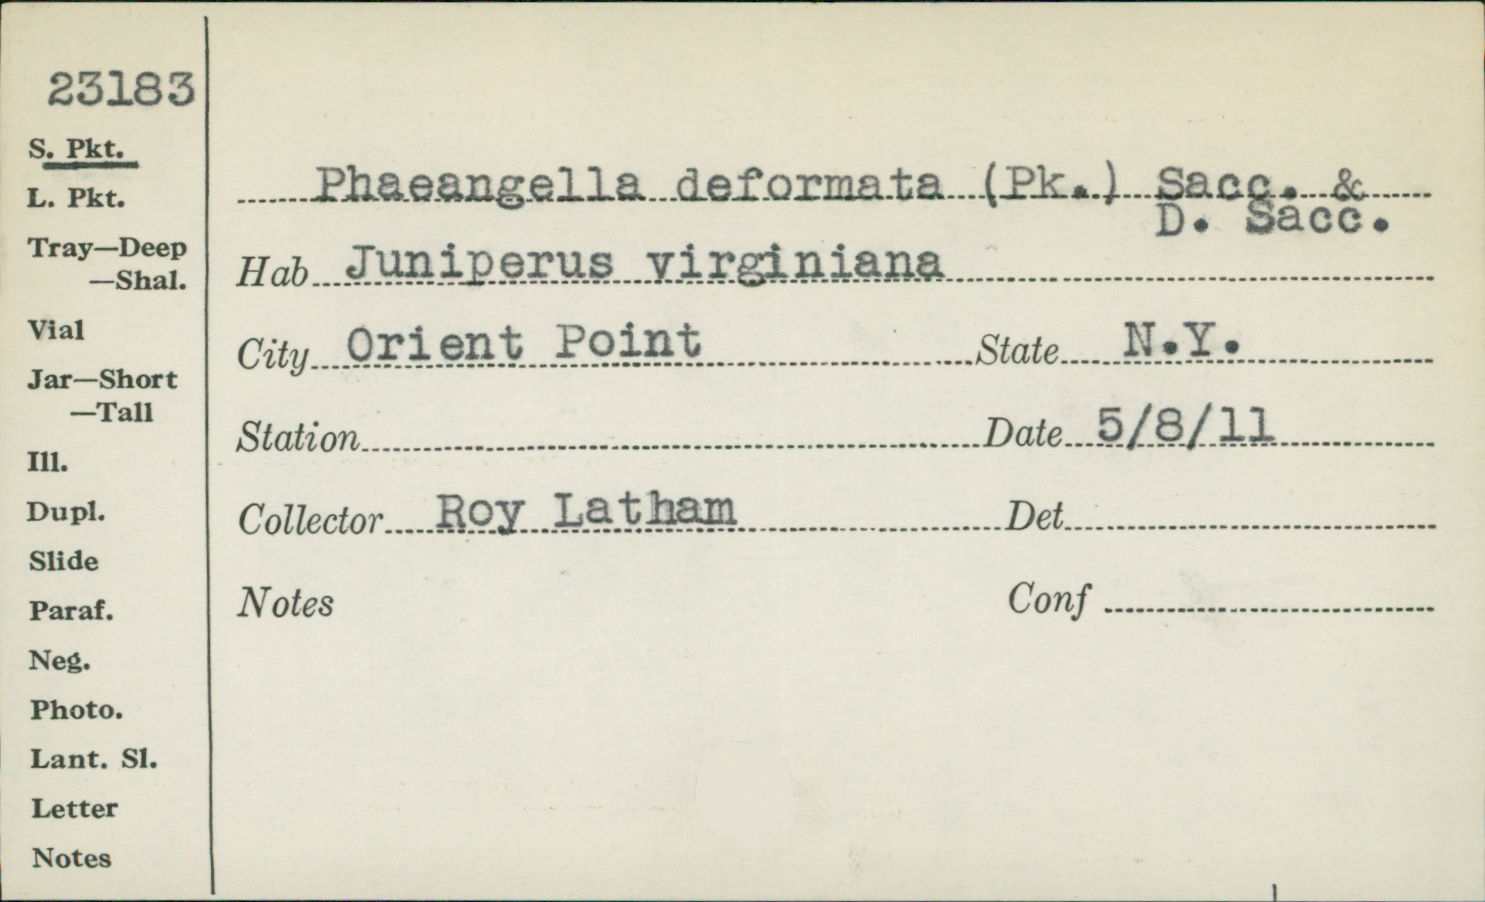 23183
S. Pkt.
L. Pkt.
Tray—Deep
—Shal.
Vial
Jar—Short
—Tall
Ill.
Dupl.
Slide
Paraf.
Neg.
Photo.
Lant. Sl.
Letter
Notes
Phaeangella deformata (Pk.) Sacc. &
D. Sacc.
Hab Juniperus virginiana
City Orient Point State N.Y.
Station Date 5/8/11
Collector Roy Latham Det
Notes Conf